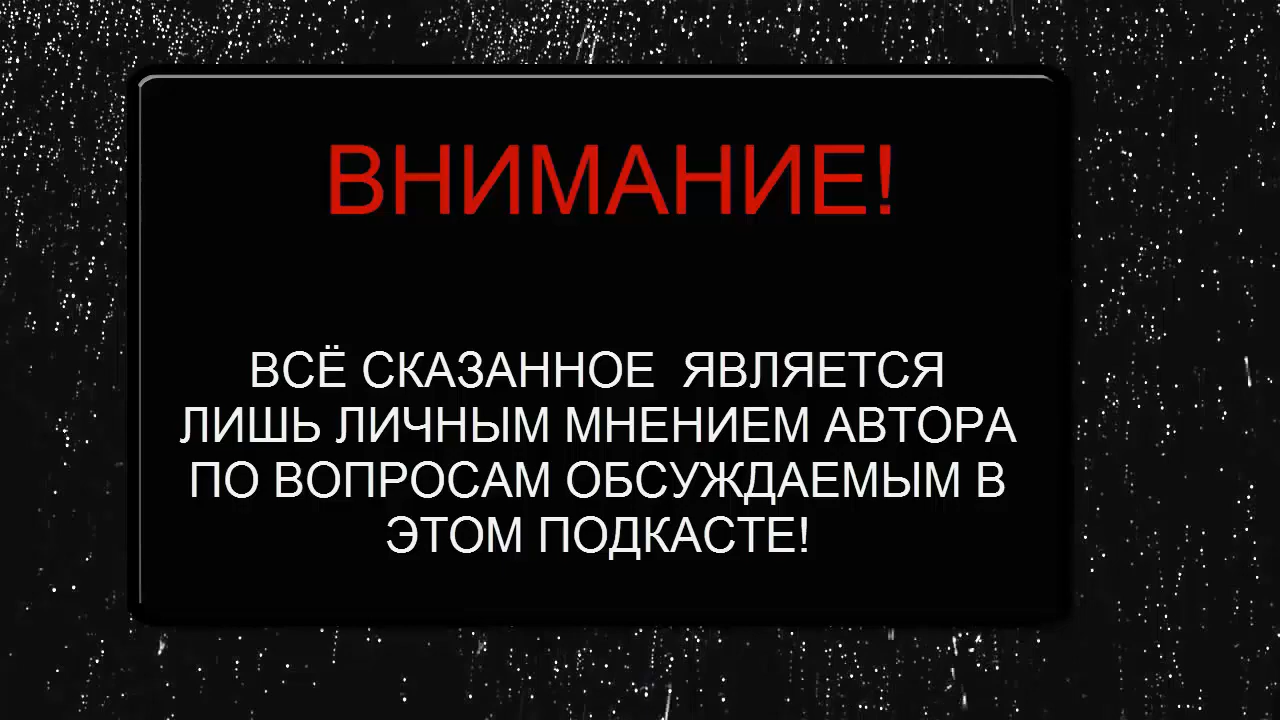 ВНИМАНИЕ!
ВСЁ СКАЗАННОЕ ЯВЛЯЕТСЯ
ЛИШЬ ЛИЧНЫМ МНЕНИЕМ АВТОРА
ПО ВОПРОСАМ ОБСУЖДАЕМЫМ В
ЭТОМ ПОДКАСТЕ!